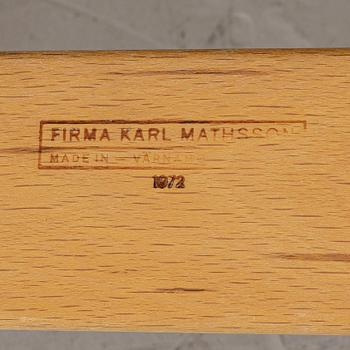 FIRMA KARL MATHSSON
MADE IN - VÄRNAMO
1972